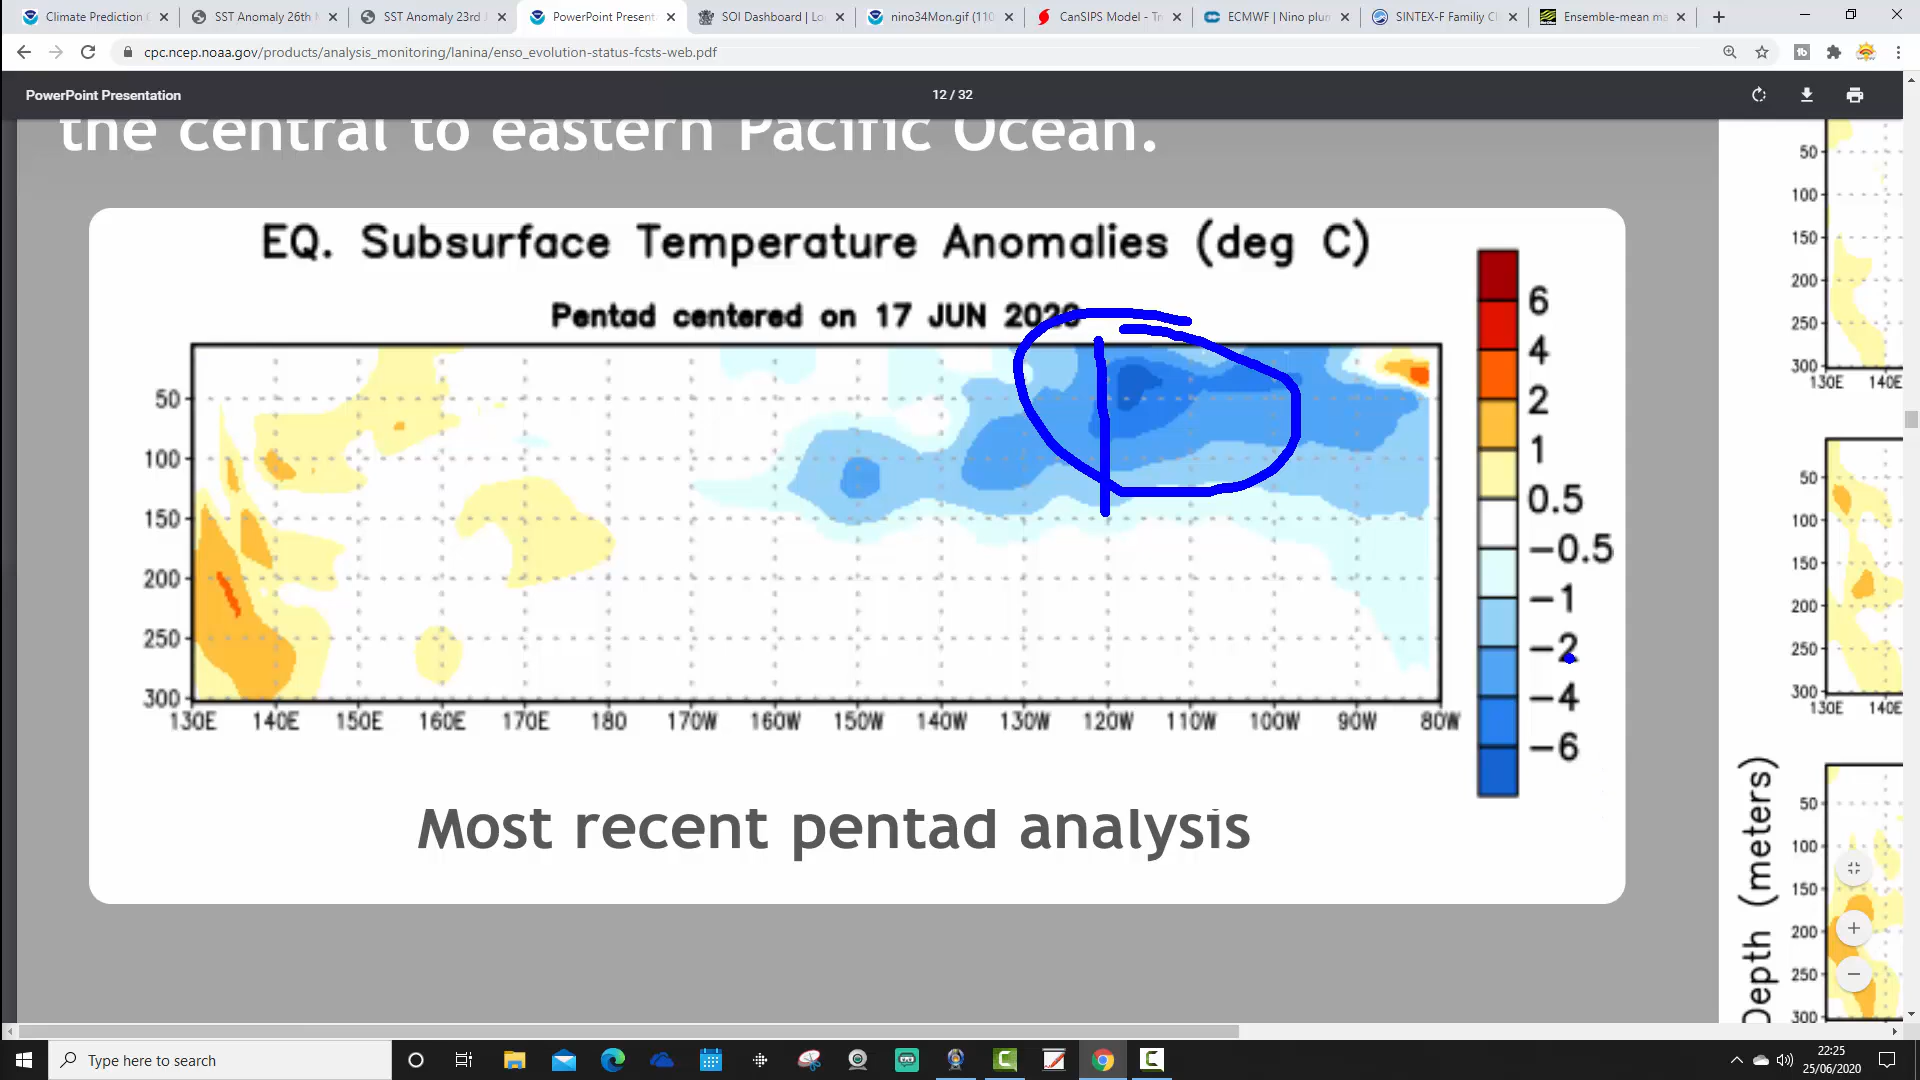 Climate Prediction
SST Anomaly 26th
SST Anomaly 23rd
PowerPoint Present
SOI Dashboard | Lo
nino34Mon.gif (110
CanSIPS Model - Tr
ECMWF | Nino plum
SINTEX-F Familiy Cl
Ensemble-mean ma
cpc.ncep.noaa.gov/products/analysis_monitoring/lanina/enso_evolution-status-fcsts-web.pdf
PowerPoint Presentation
12 / 32
the central to eastern Pacific Ocean.
EQ. Subsurface Temperature Anomalies (deg C)
Pentad centered on 17 JUN 2020
50
100
150
200
250
300
130E 140E 150E 160E 170E 180 170W 160W 150W 140W 130W 120W 110W 100W 90W 80W
6
4
2
1
0.5
-0.5
-1
-2
-4
-6
Most recent pentad analysis
50
100
150
200
250
300
130E 140E
50
100
150
200
250
300
130E 140E
Depth (meters)
50
100
150
200
250
300
Type here to search
22:25
25/06/2020